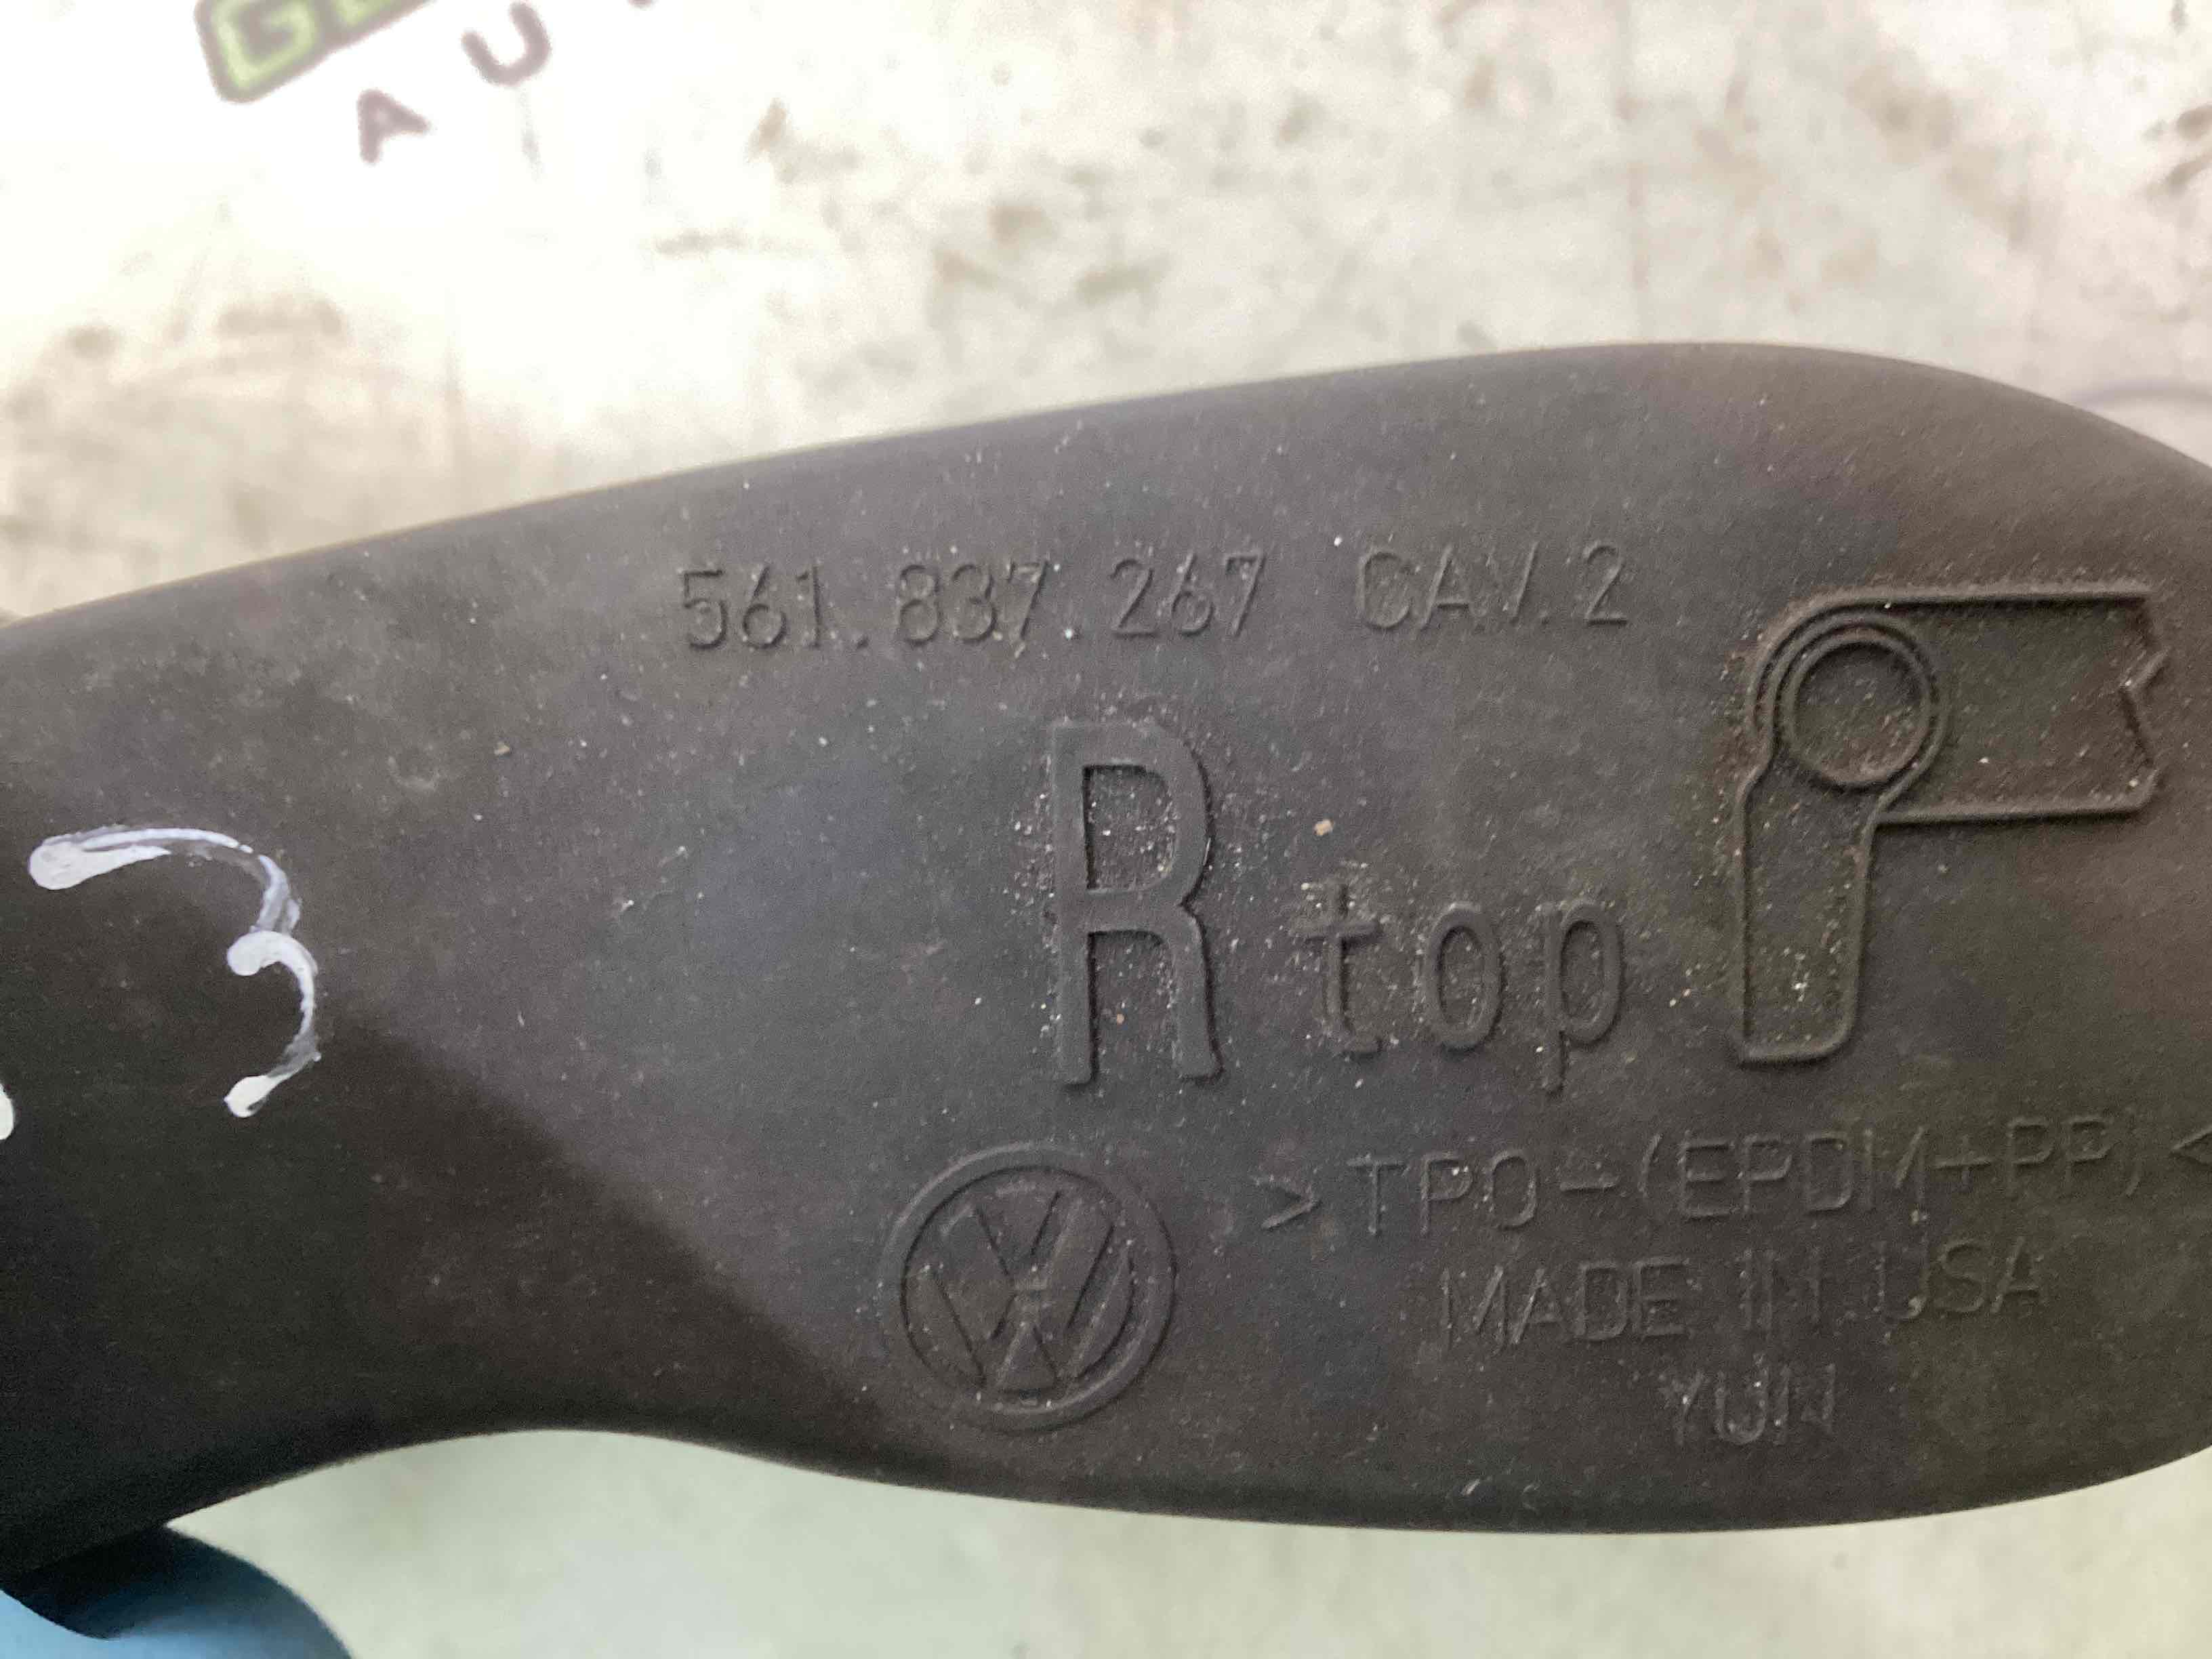 A U
561.837.267 CAV.2
R top
3
>TPO-(EPDM+PP)<
MADE IN USA
YUN